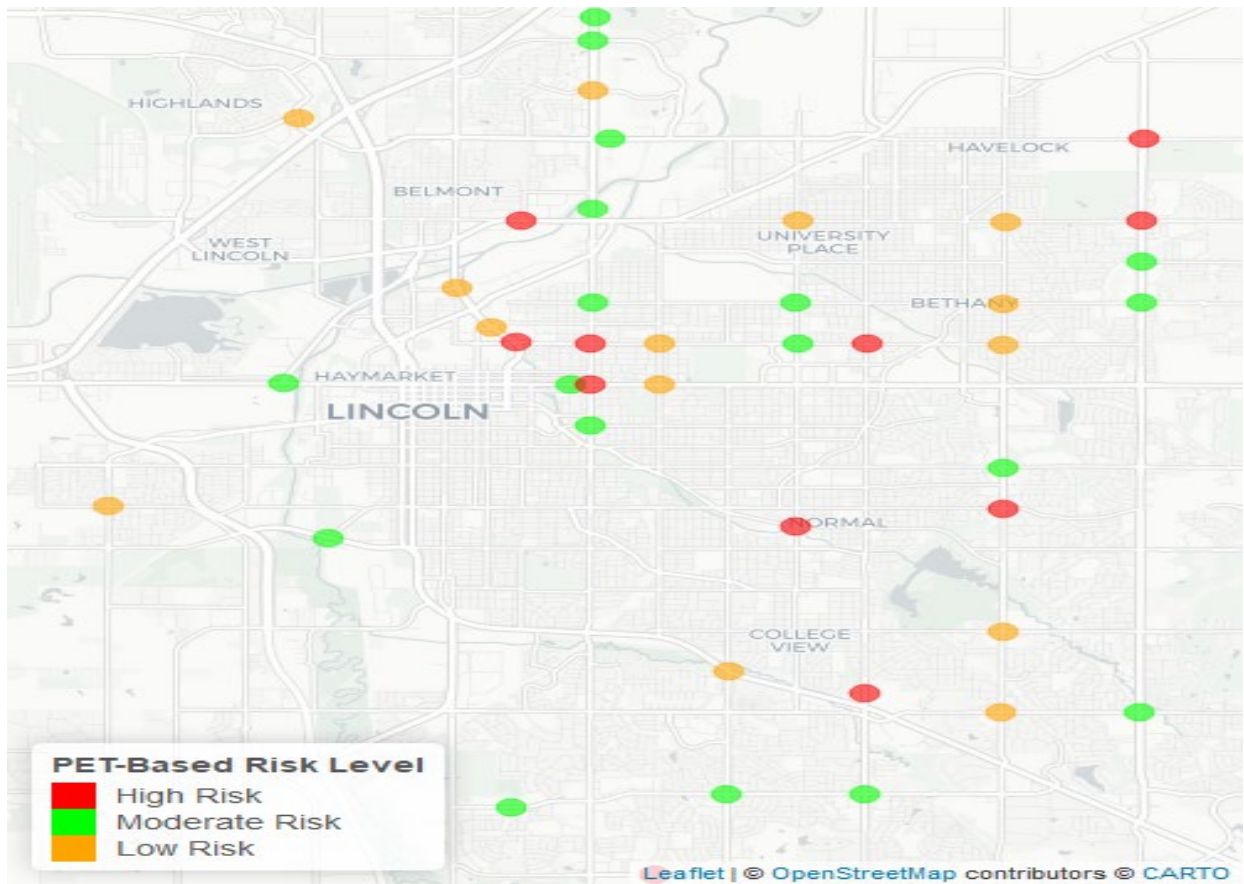 HIGHLANDS
HAVELOCK
BELMONT
UNIVERSITY
PLACE
WEST
LINCOLN
BETHANY
HAYMARKET
LINCOLN
NORMAL
COLLEGE
VIEW
PET-Based Risk Level
High Risk
Moderate Risk
Low Risk
Leaflet | © OpenStreetMap contributors © CARTO